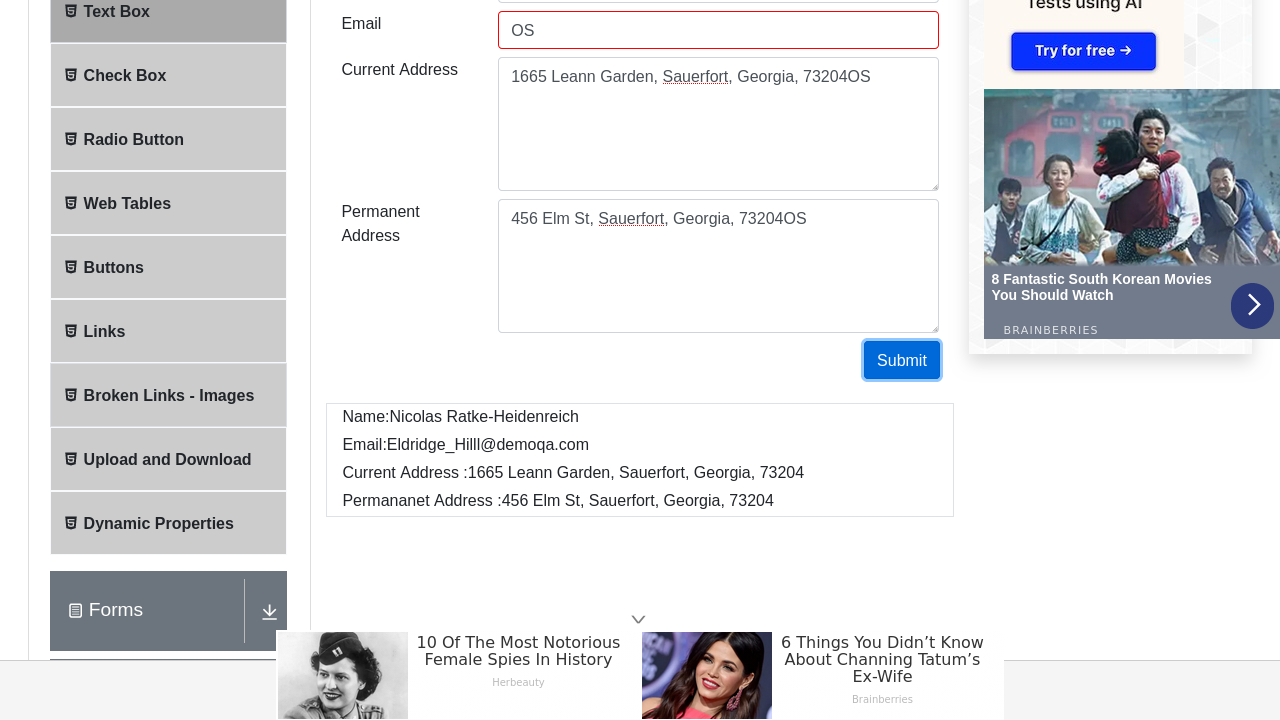 Text Box
Check Box
Radio Button
Web Tables
Buttons
Links
Broken Links - Images
Upload and Download
Dynamic Properties
Forms
Email
OS
Current Address
1665 Leann Garden, Sauerfort, Georgia, 73204OS
Permanent
Address
456 Elm St, Sauerfort, Georgia, 73204OS
Submit
Name:Nicolas Ratke-Heidenreich
Email:Eldridge_Hilll@demoqa.com
Current Address :1665 Leann Garden, Sauerfort, Georgia, 73204
Permananet Address :456 Elm St, Sauerfort, Georgia, 73204
Tests using AI
Try for free →
8 Fantastic South Korean Movies
You Should Watch
BRAINBERRIES
10 Of The Most Notorious
Female Spies In History
Herbeauty
6 Things You Didn’t Know
About Channing Tatum’s
Ex-Wife
Brainberries